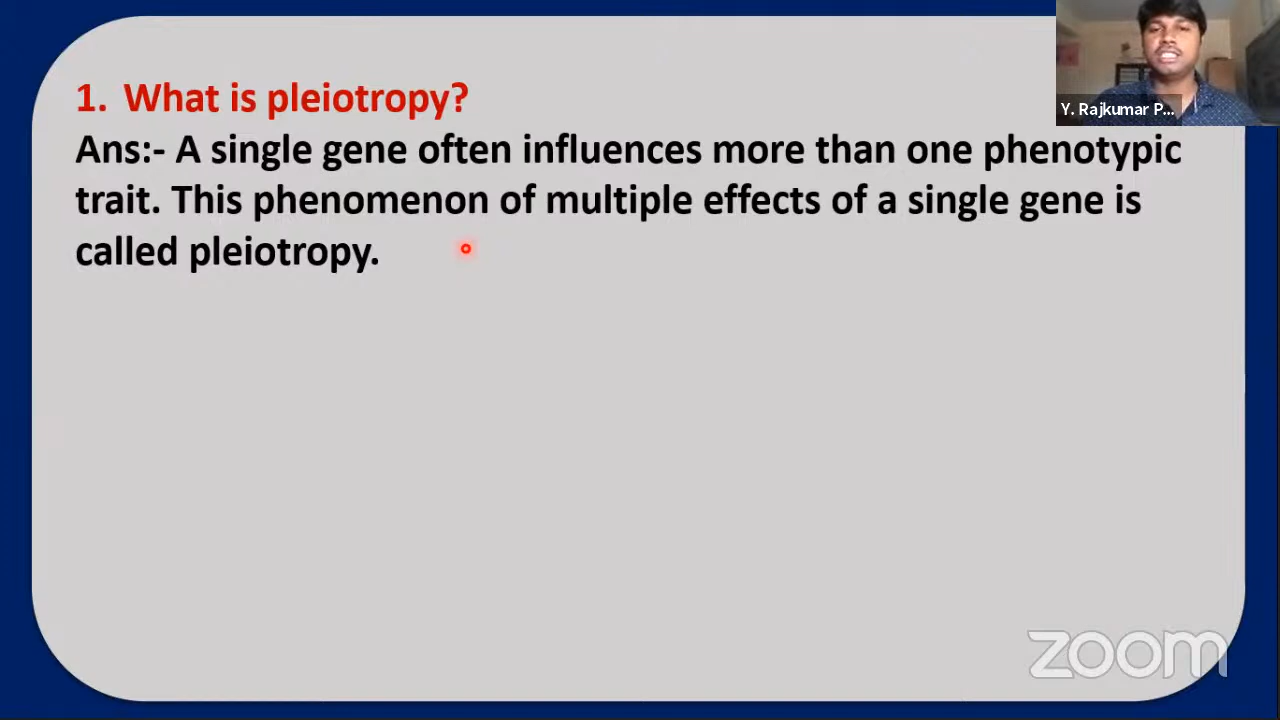 1. What is pleiotropy?
Ans:- A single gene often influences more than one phenotypic
trait. This phenomenon of multiple effects of a single gene is
called pleiotropy.
Y. Rajkumar P...
zoom